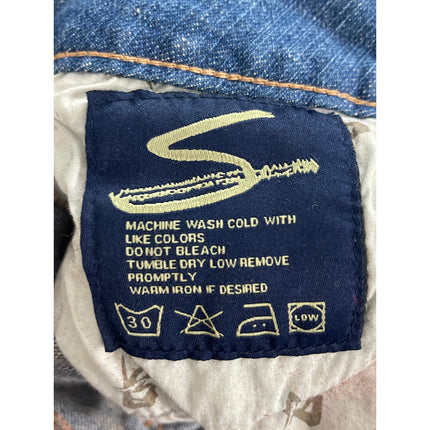 S
MACHINE WASH COLD WITH
LIKE COLORS
DO NOT BLEACH
TUMBLE DRY LOW REMOVE
PROMPTLY
WARM IRON IF DESIRED
30 LOW